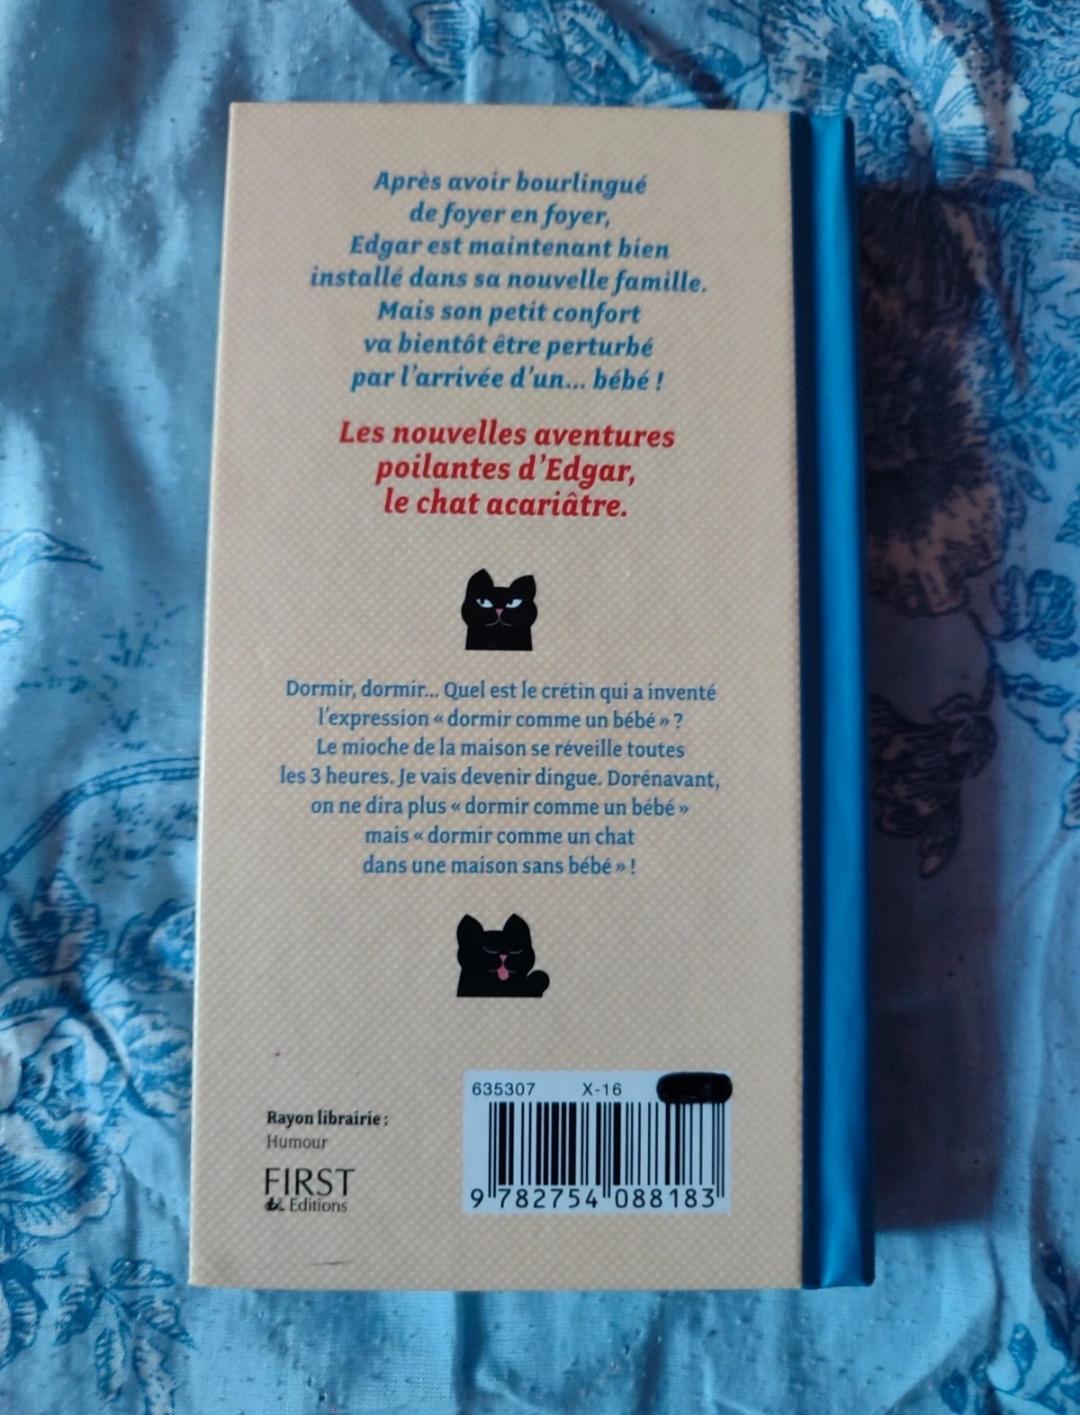 Après avoir bourlingué
de foyer en foyer,
Edgar est maintenant bien
installé dans sa nouvelle famille.
Mais son petit confort
va bientôt être perturbé
par l'arrivée d'un... bébé !
Les nouvelles aventures
poilantes d'Edgar,
le chat acariâtre.
Dormir, dormir... Quel est le crétin qui a inventé
l'expression « dormir comme un bébé » ?
Le mioche de la maison se réveille toutes
les 3 heures. Je vais devenir dingue. Dorénavant,
on ne dira plus « dormir comme un bébé »
mais « dormir comme un chat
dans une maison sans bébé » !
Rayon librairie :
Humour
FIRST
Editions
635307 X-16
9 782754 088183